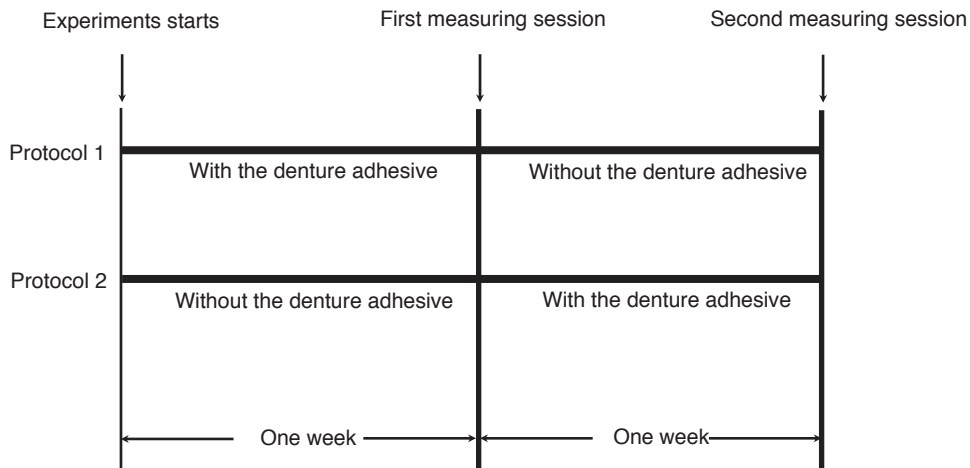 Experiments starts
First measuring session
Second measuring session
Protocol 1
With the denture adhesive
Without the denture adhesive
Protocol 2
Without the denture adhesive
With the denture adhesive
One week
One week